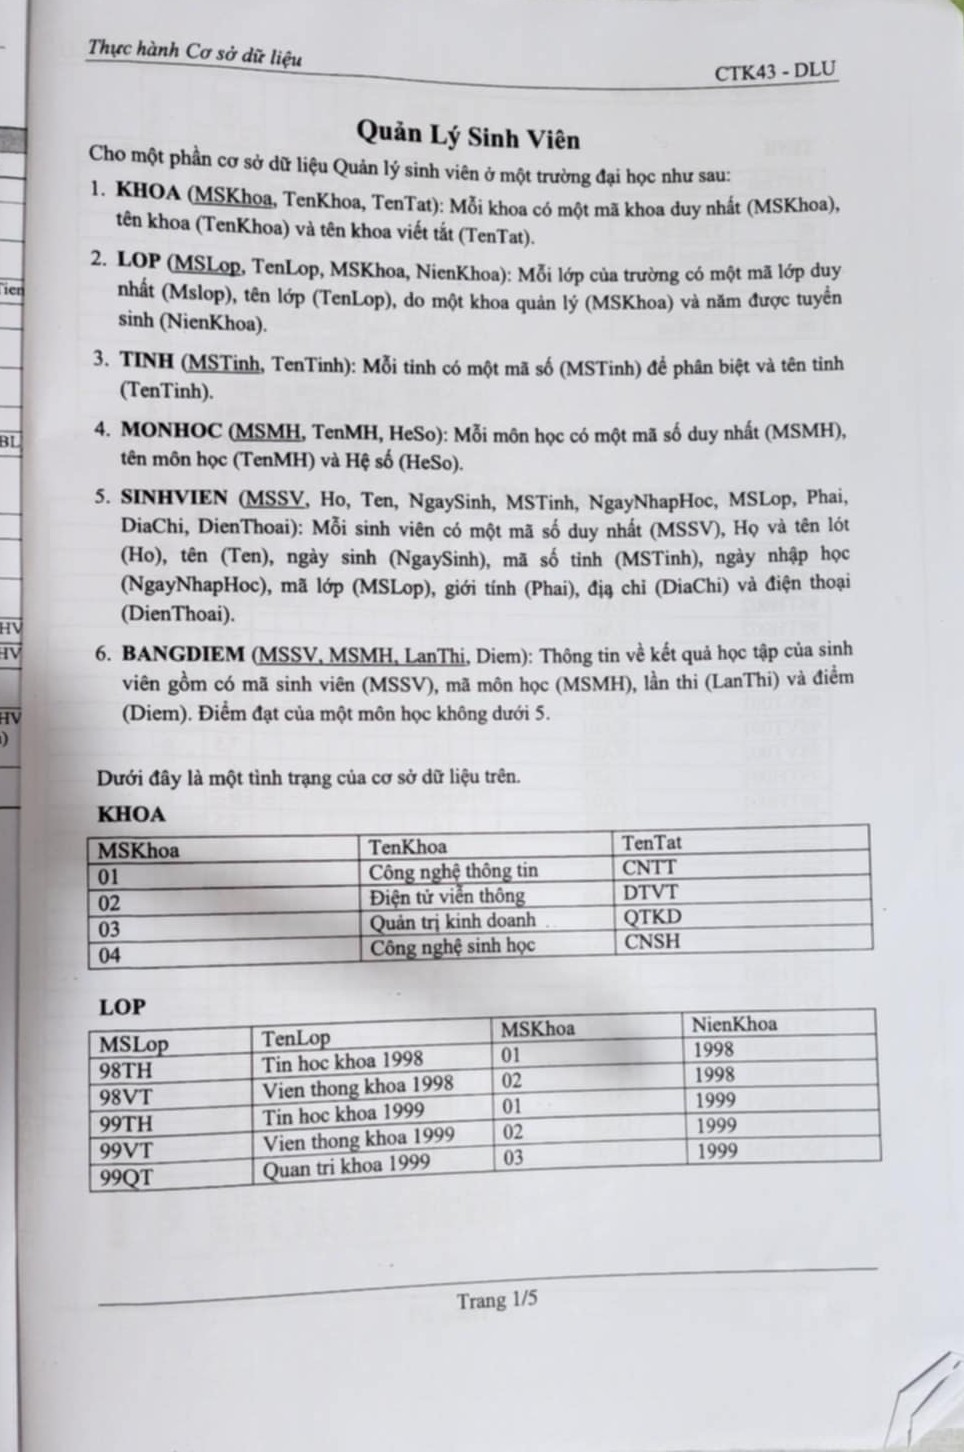 Thực hành Cơ sở dữ liệu
CTK43 - DLU
Quản Lý Sinh Viên
Cho một phần cơ sở dữ liệu Quản lý sinh viên ở một trường đại học như sau:
1. KHOA (MSKhoa, TenKhoa, TenTat): Mỗi khoa có một mã khoa duy nhất (MSKhoa),
tên khoa (TenKhoa) và tên khoa viết tắt (TenTat).
2. LOP (MSLop, TenLop, MSKhoa, NienKhoa): Mỗi lớp của trường có một mã lớp duy
nhất (Mslop), tên lớp (TenLop), do một khoa quản lý (MSKhoa) và năm được tuyển
sinh (NienKhoa).
3. TINH (MSTinh, TenTinh): Mỗi tỉnh có một mã số (MSTinh) để phân biệt và tên tỉnh
(TenTinh).
4. MONHOC (MSMH, TenMH, HeSo): Mỗi môn học có một mã số duy nhất (MSMH),
tên môn học (TenMH) và Hệ số (HeSo).
5. SINHVIEN (MSSV, Ho, Ten, NgaySinh, MSTinh, NgayNhapHoc, MSLop, Phai,
DiaChi, DienThoai): Mỗi sinh viên có một mã số duy nhất (MSSV), Họ và tên lót
(Ho), tên (Ten), ngày sinh (NgaySinh), mã số tỉnh (MSTinh), ngày nhập học
(NgayNhapHoc), mã lớp (MSLop), giới tính (Phai), địạ chỉ (DiaChi) và điện thoại
(DienThoai).
6. BANGDIEM (MSSV, MSMH, LanThi, Diem): Thông tin về kết quả học tập của sinh
viên gồm có mã sinh viên (MSSV), mã môn học (MSMH), lần thi (LanThi) và điểm
(Diem). Điểm đạt của một môn học không dưới 5.
Dưới đây là một tình trạng của cơ sở dữ liệu trên.
KHOA
MSKhoa TenKhoa TenTat
01 Công nghệ thông tin CNTT
02 Điện tử viễn thông DTVT
03 Quản trị kinh doanh QTKD
04 Công nghệ sinh học CNSH
LOP
MSLop TenLop MSKhoa NienKhoa
98TH Tin hoc khoa 1998 01 1998
98VT Vien thong khoa 1998 02 1998
99TH Tin hoc khoa 1999 01 1999
99VT Vien thong khoa 1999 02 1999
99QT Quan tri khoa 1999 03 1999
Trang 1/5